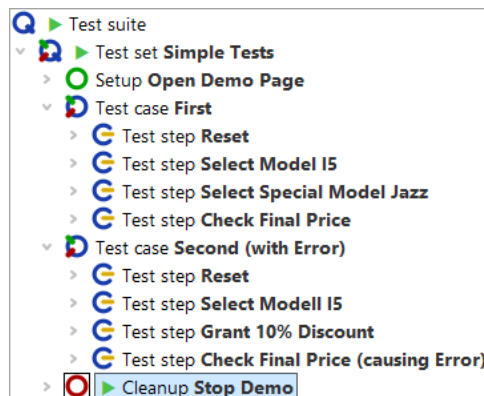 Test suite
Test set Simple Tests
Setup Open Demo Page
Test case First
Test step Reset
Test step Select Model I5
Test step Select Special Model Jazz
Test step Check Final Price
Test case Second (with Error)
Test step Reset
Test step Select Modell I5
Test step Grant 10% Discount
Test step Check Final Price (causing Error)
Cleanup Stop Demo